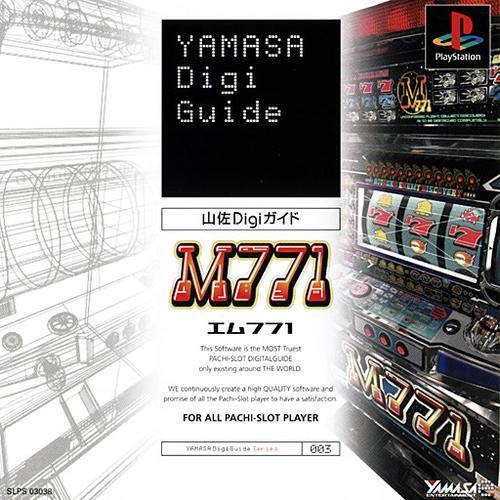 YAMASA
Digi
Guide
PlayStation
M771
山佐Digiガイド
777
M771
エム771
This Software is the MOST Truest
PACHI-SLOT DIGITALGUIDE
only existing around THE WORLD.
WE continuously create a high QUALITY software and
promise of all the Pachi-Slot player to have a satisfaction.
FOR ALL PACHI-SLOT PLAYER
M771
YAMASA DigiGuide Series
003
SLPS 03038
YAMASA
ENTERTAINMENT